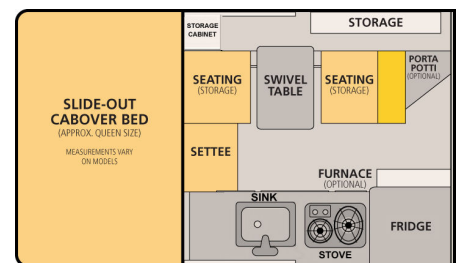 STORAGE
CABINET
STORAGE
SEATING
(STORAGE)
SWIVEL
TABLE
SEATING
(STORAGE)
PORTA
POTTI
(OPTIONAL)
SLIDE-OUT
CABOVER BED
(APPROX. QUEEN SIZE)
MEASUREMENTS VARY
ON MODELS
SETTEE
FURNACE
(OPTIONAL)
SINK
STOVE
FRIDGE